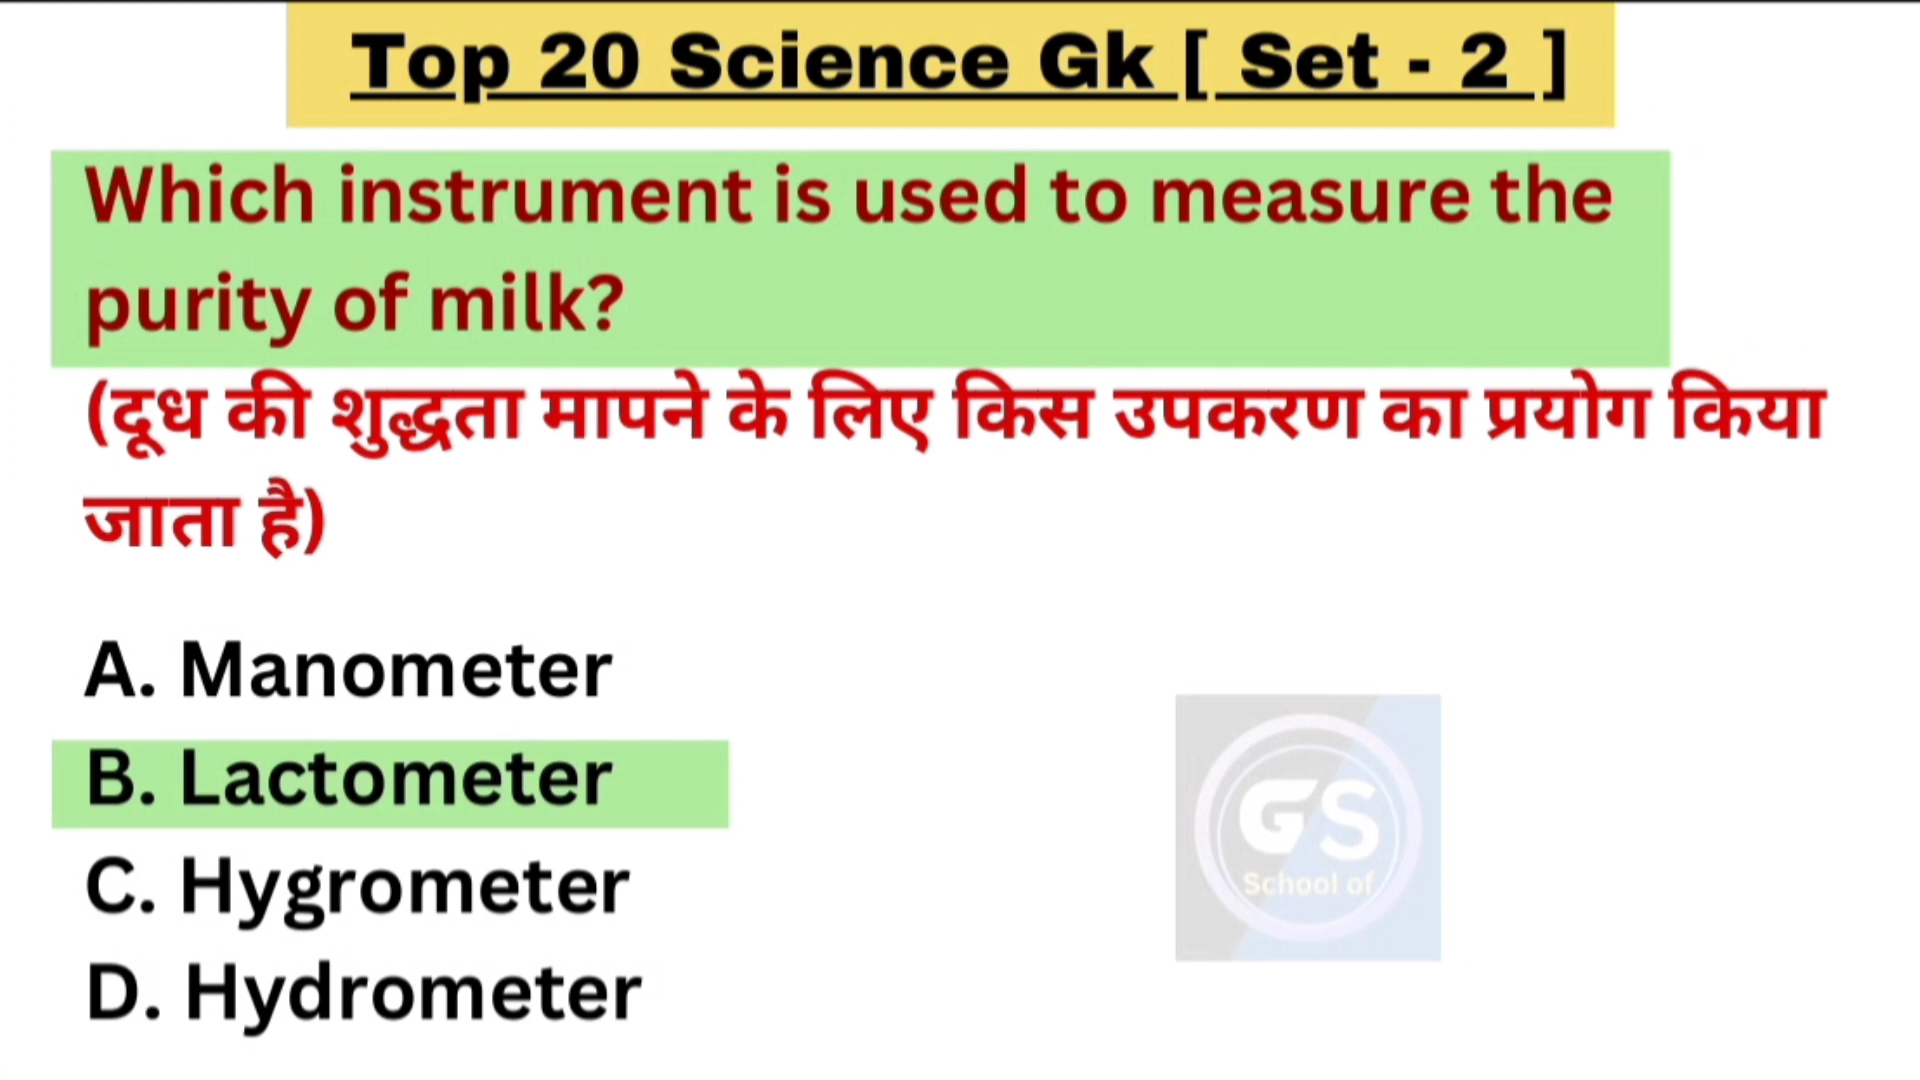 Top 20 Science Gk [ Set - 2 ]
Which instrument is used to measure the
purity of milk?
(दूध की शुद्धता मापने के लिए किस उपकरण का प्रयोग किया
जाता है)
A. Manometer
B. Lactometer
C. Hygrometer
D. Hydrometer
GS
School of